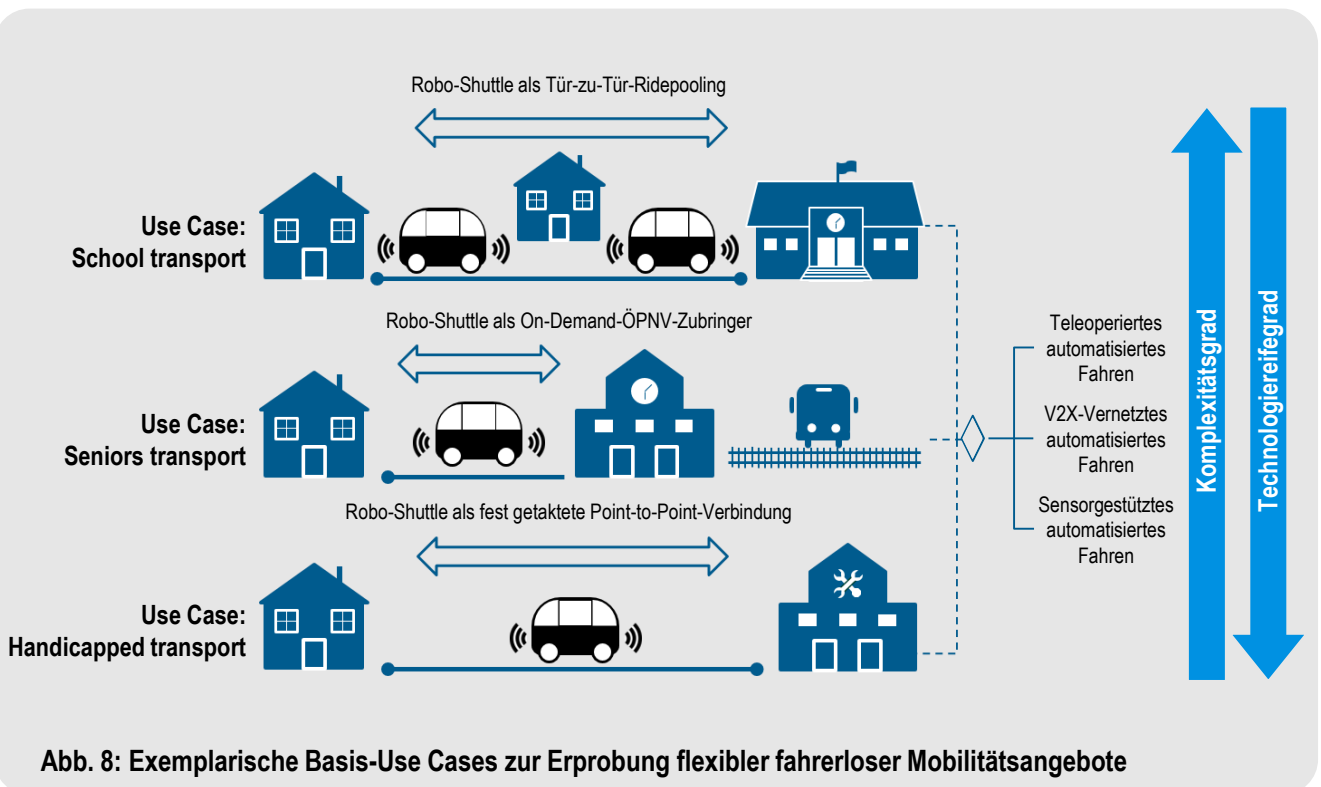 Robo-Shuttle als Tür-zu-Tür-Ridepooling
Use Case:
School transport
Robo-Shuttle als On-Demand-ÖPNV-Zubringer
Use Case:
Seniors transport
Robo-Shuttle als fest getaktete Point-to-Point-Verbindung
Use Case:
Handicapped transport
Teleoperiertes
automatisiertes
Fahren
V2X-Vernetztes
automatisiertes
Fahren
Sensorgestütztes
automatisiertes
Fahren
Komplexitätsgrad
Technologiereifegrad
Abb. 8: Exemplarische Basis-Use Cases zur Erprobung flexibler fahrerloser Mobilitätsangebote